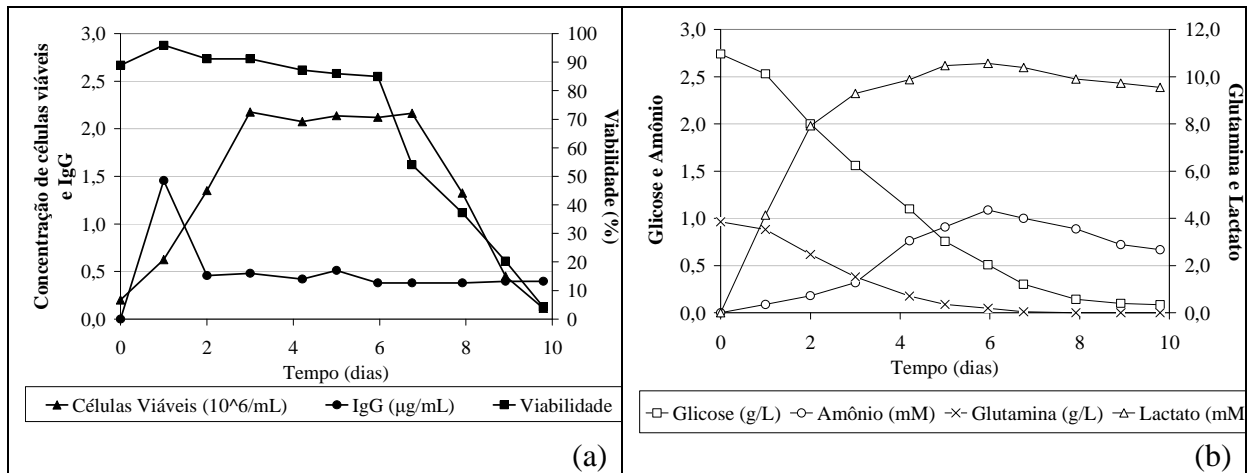 3,0
2,5
2,0
1,5
1,0
0,5
0,0
Concentração de células viáveis
e IgG
100
90
80
70
60
50
40
30
20
10
0
Viabilidade (%)
0 2 4 6 8 10
Tempo (dias)
Células Viáveis (10^6/mL) IgG (µg/mL) Viabilidade
(a)
3,0
2,5
2,0
1,5
1,0
0,5
0,0
Glicose e Amônio
12,0
10,0
8,0
6,0
4,0
2,0
0,0
Glutamina e Lactato
0 2 4 6 8 10
Tempo (dias)
Glicose (g/L) Amônio (mM) Glutamina (g/L) Lactato (mM
(b)